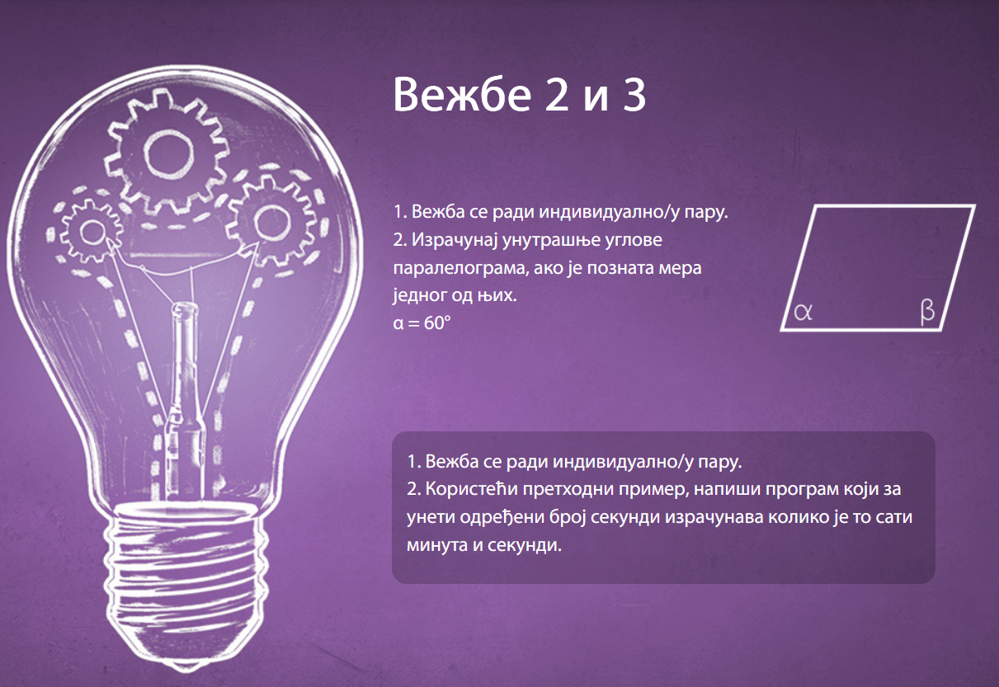 Вежбе 2 и 3
1. Вежба се ради индивидуално/у пару.
2. Израчунај унутрашње углове
паралелограма, ако је позната мера
једног од њих.
α = 60°
α β
1. Вежба се ради индивидуално/у пару.
2. Користећи претходни пример, напиши програм који за
унети одређени број секунди израчунава колико је то сати
минута и секунди.